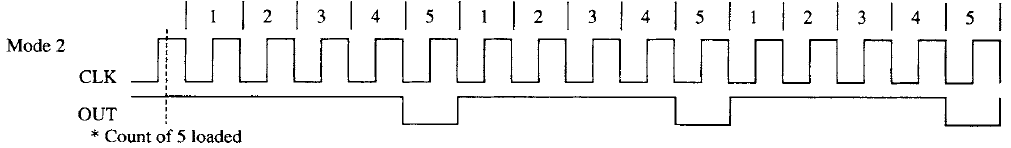 1 2 3 4 5 1 2 3 4 5 1 2 3 4 5
Mode 2
CLK
OUT
* Count of 5 loaded